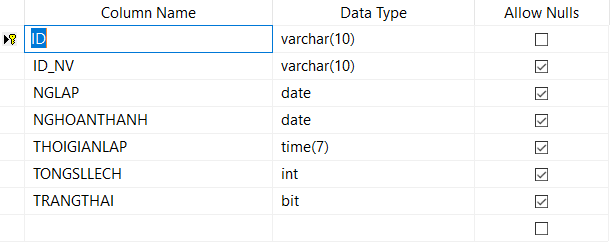 Column Name Data Type Allow Nulls
ID varchar(10)
ID_NV varchar(10)
NGLAP date
NGHOANTHANH date
THOIGIANLAP time(7)
TONGSLLECH int
TRANGTHAI bit